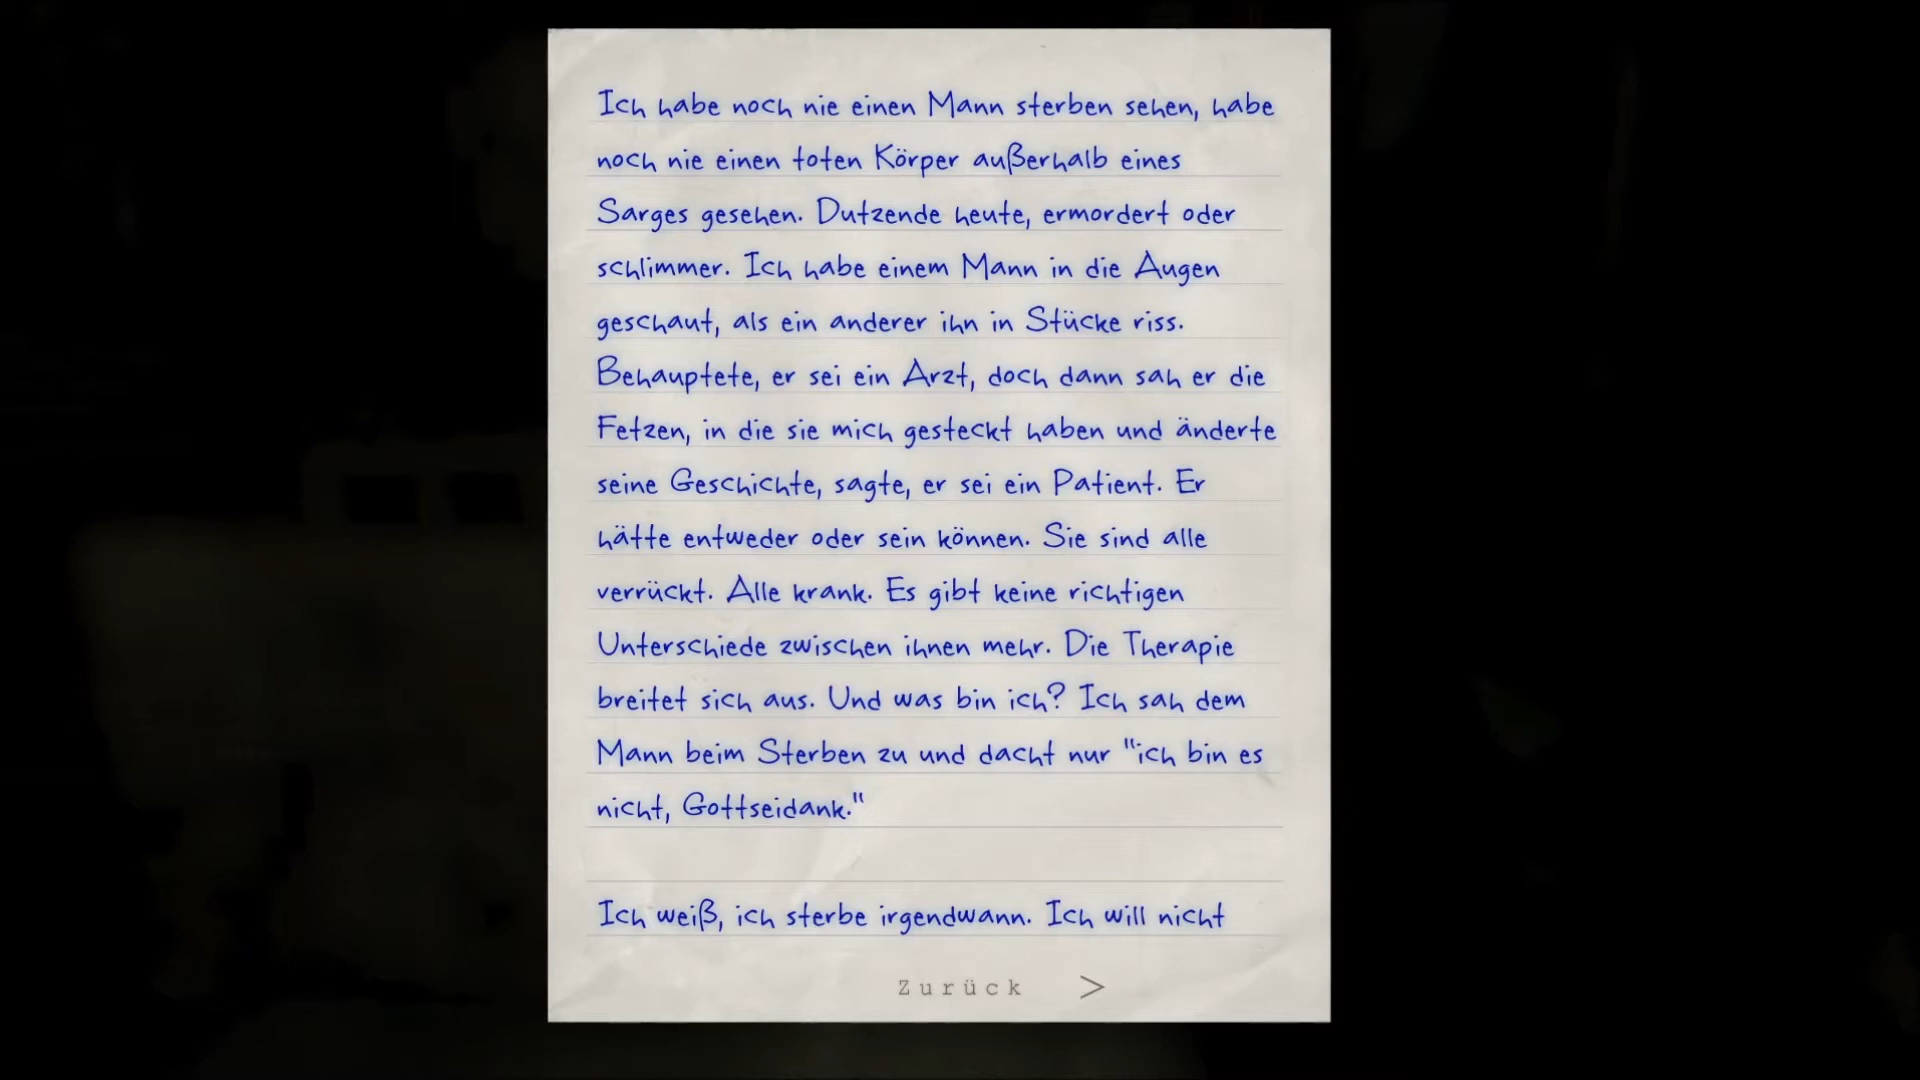 Ich habe noch nie einen Mann sterben sehen, habe
noch nie einen toten Körper außerhalb eines
Sarges gesehen. Dutzende heute, ermordert oder
schlimmer. Ich habe einem Mann in die Augen
geschaut, als ein anderer ihn in Stücke riss.
Behauptete, er sei ein Arzt, doch dann sah er die
Fetzen, in die sie mich gesteckt haben und änderte
seine Geschichte, sagte, er sei ein Patient. Er
hätte entweder oder sein können. Sie sind alle
verrückt. Alle krank. Es gibt keine richtigen
Unterschiede zwischen ihnen mehr. Die Therapie
breitet sich aus. Und was bin ich? Ich sah dem
Mann beim Sterben zu und dacht nur "ich bin es
nicht, Gottseidank."
Ich weiß, ich sterbe irgendwann. Ich will nicht
Zurück >